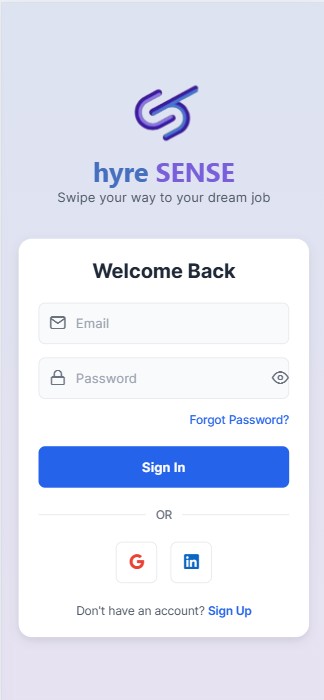 hyre SENSE
Swipe your way to your dream job
Welcome Back
Email
Password
Forgot Password?
Sign In
OR
G
in
Don't have an account? Sign Up